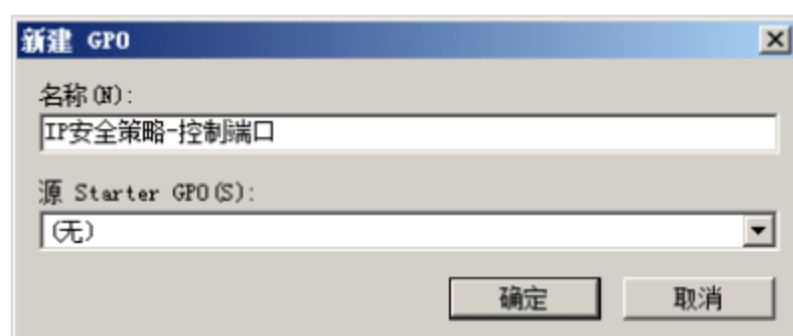 新建 GPO
名称(N):
IP安全策略-控制端口
源 Starter GPO(S):
(无)
确定 取消